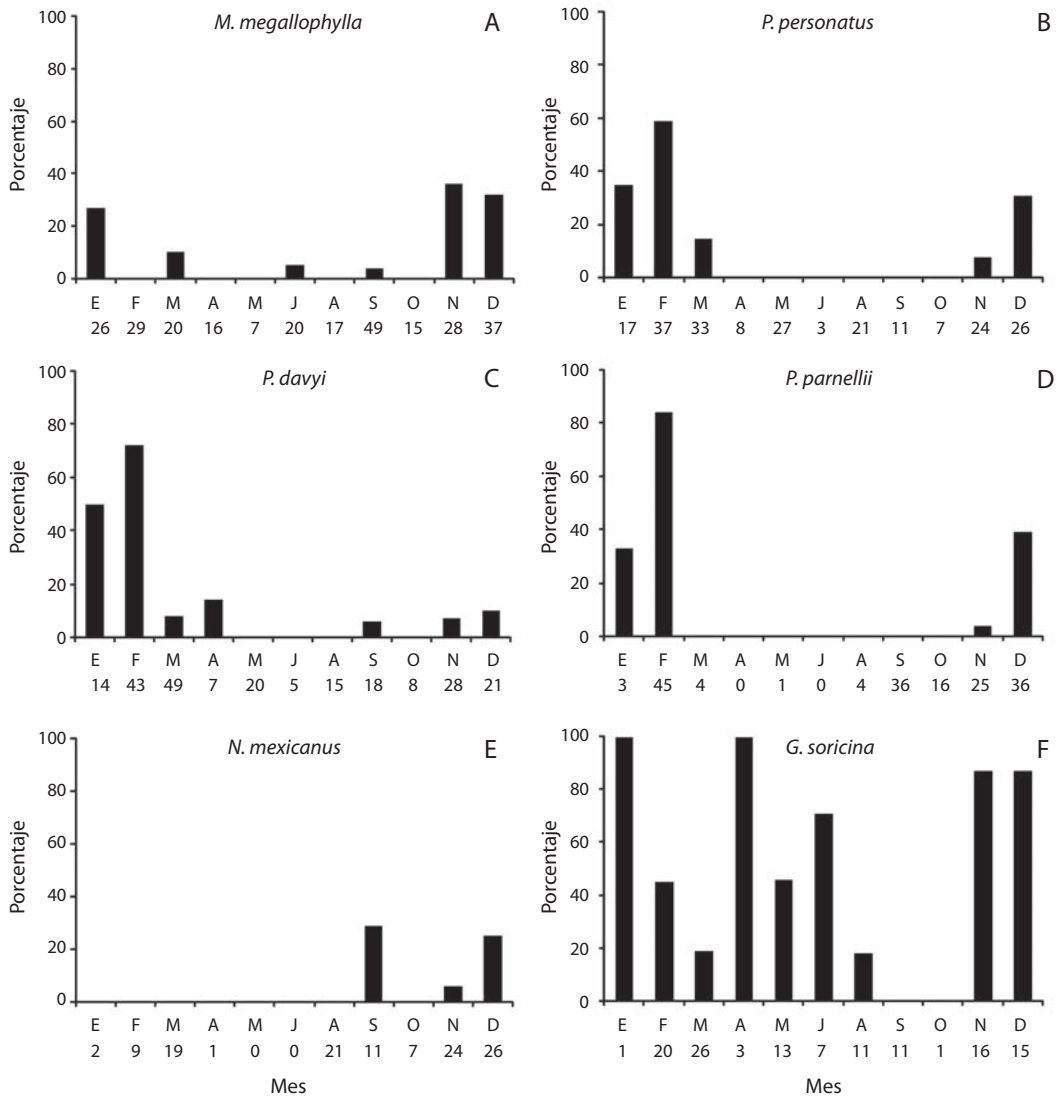 M. megallophylla A
Porcentaje
100
80
60
40
20
0
E F M A M J A S O N D
26 29 20 16 7 20 17 49 15 28 37
P. personatus B
Porcentaje
100
80
60
40
20
0
E F M A M J A S O N D
17 37 33 8 27 3 21 11 7 24 26
P. davyi C
Porcentaje
100
80
60
40
20
0
E F M A M J A S O N D
14 43 49 7 20 5 15 18 8 28 21
P. parnellii D
Porcentaje
100
80
60
40
20
0
E F M A M J A S O N D
3 45 4 0 1 0 4 36 16 25 36
N. mexicanus E
Porcentaje
100
80
60
40
20
0
E F M A M J A S O N D
2 9 19 1 0 0 21 11 7 24 26
Mes
G. soricina F
Porcentaje
100
80
60
40
20
0
E F M A M J A S O N D
1 20 26 3 13 7 11 11 1 16 15
Mes